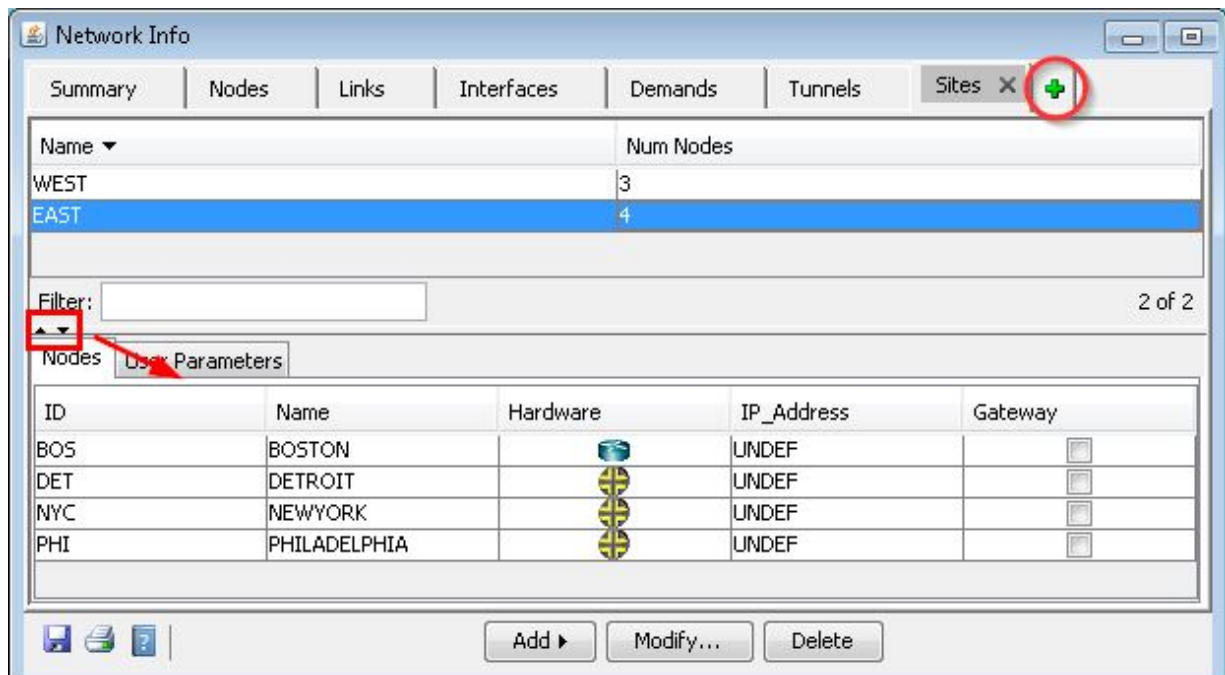 Network Info
Summary Nodes Links Interfaces Demands Tunnels Sites
Name Num Nodes
WEST 3
EAST 4
Filter: 2 of 2
Nodes User Parameters
ID Name Hardware IP_Address Gateway
BOS BOSTON UNDEF
DET DETROIT UNDEF
NYC NEWYORK UNDEF
PHI PHILADELPHIA UNDEF
Add Modify... Delete